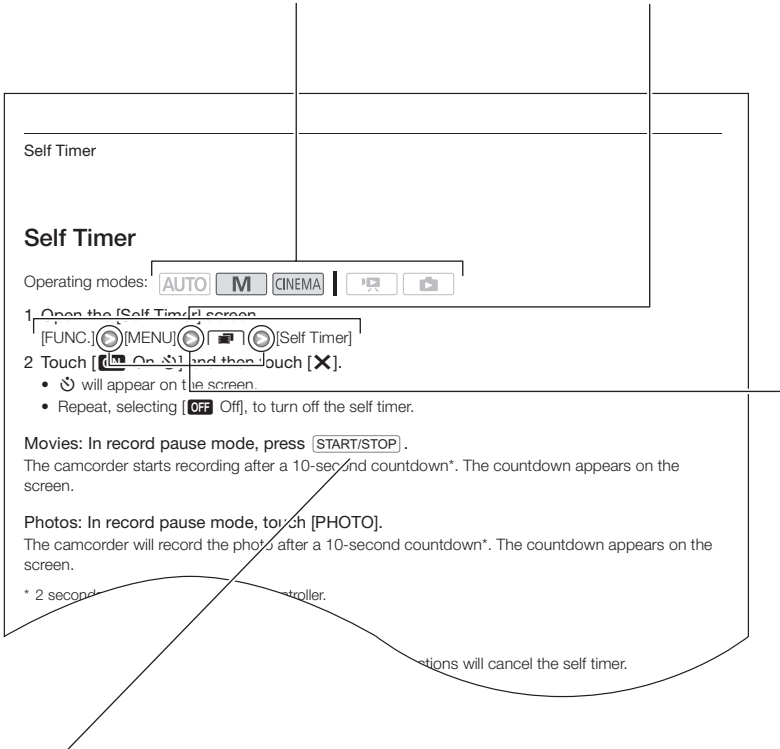 Self Timer
Self Timer
Operating modes: AUTO M CINEMA
1 Open the [Self Timer] screen
[FUNC.] [MENU] [Self Timer]
2 Touch [ON On ] and then touch [X].
• will appear on the screen.
• Repeat, selecting [OFF Off], to turn off the self timer.
Movies: In record pause mode, press START/STOP.
The camcorder starts recording after a 10-second countdown*. The countdown appears on the
screen.
Photos: In record pause mode, touch [PHOTO].
The camcorder will record the photo after a 10-second countdown*. The countdown appears on the
screen.
* 2 second
will cancel the self timer.